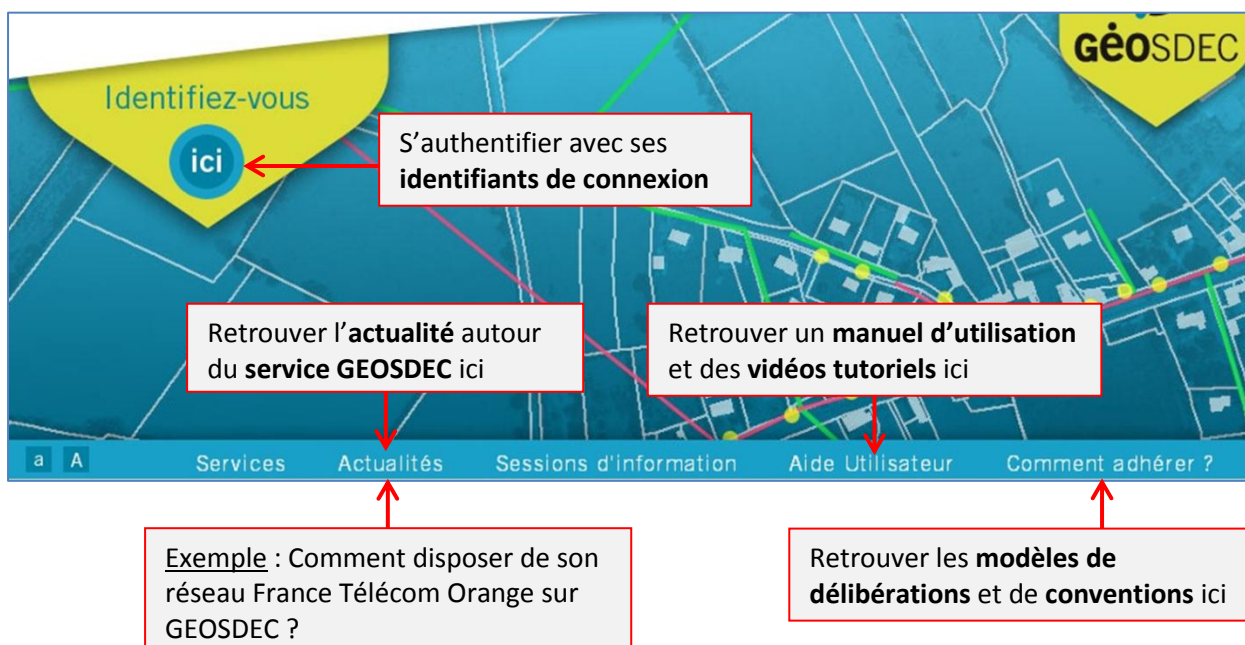 GéOSDEC
Identifiez-vous
ici
S'authentifier avec ses
identifiants de connexion
Retrouver l'actualité autour
du service GEOSDEC ici
Retrouver un manuel d'utilisation
et des vidéos tutoriels ici
a A Services Actualités Sessions d'information Aide Utilisateur Comment adhérer ?
Exemple : Comment disposer de son
réseau France Télécom Orange sur
GEOSDEC ?
Retrouver les modèles de
délibérations et de conventions ici